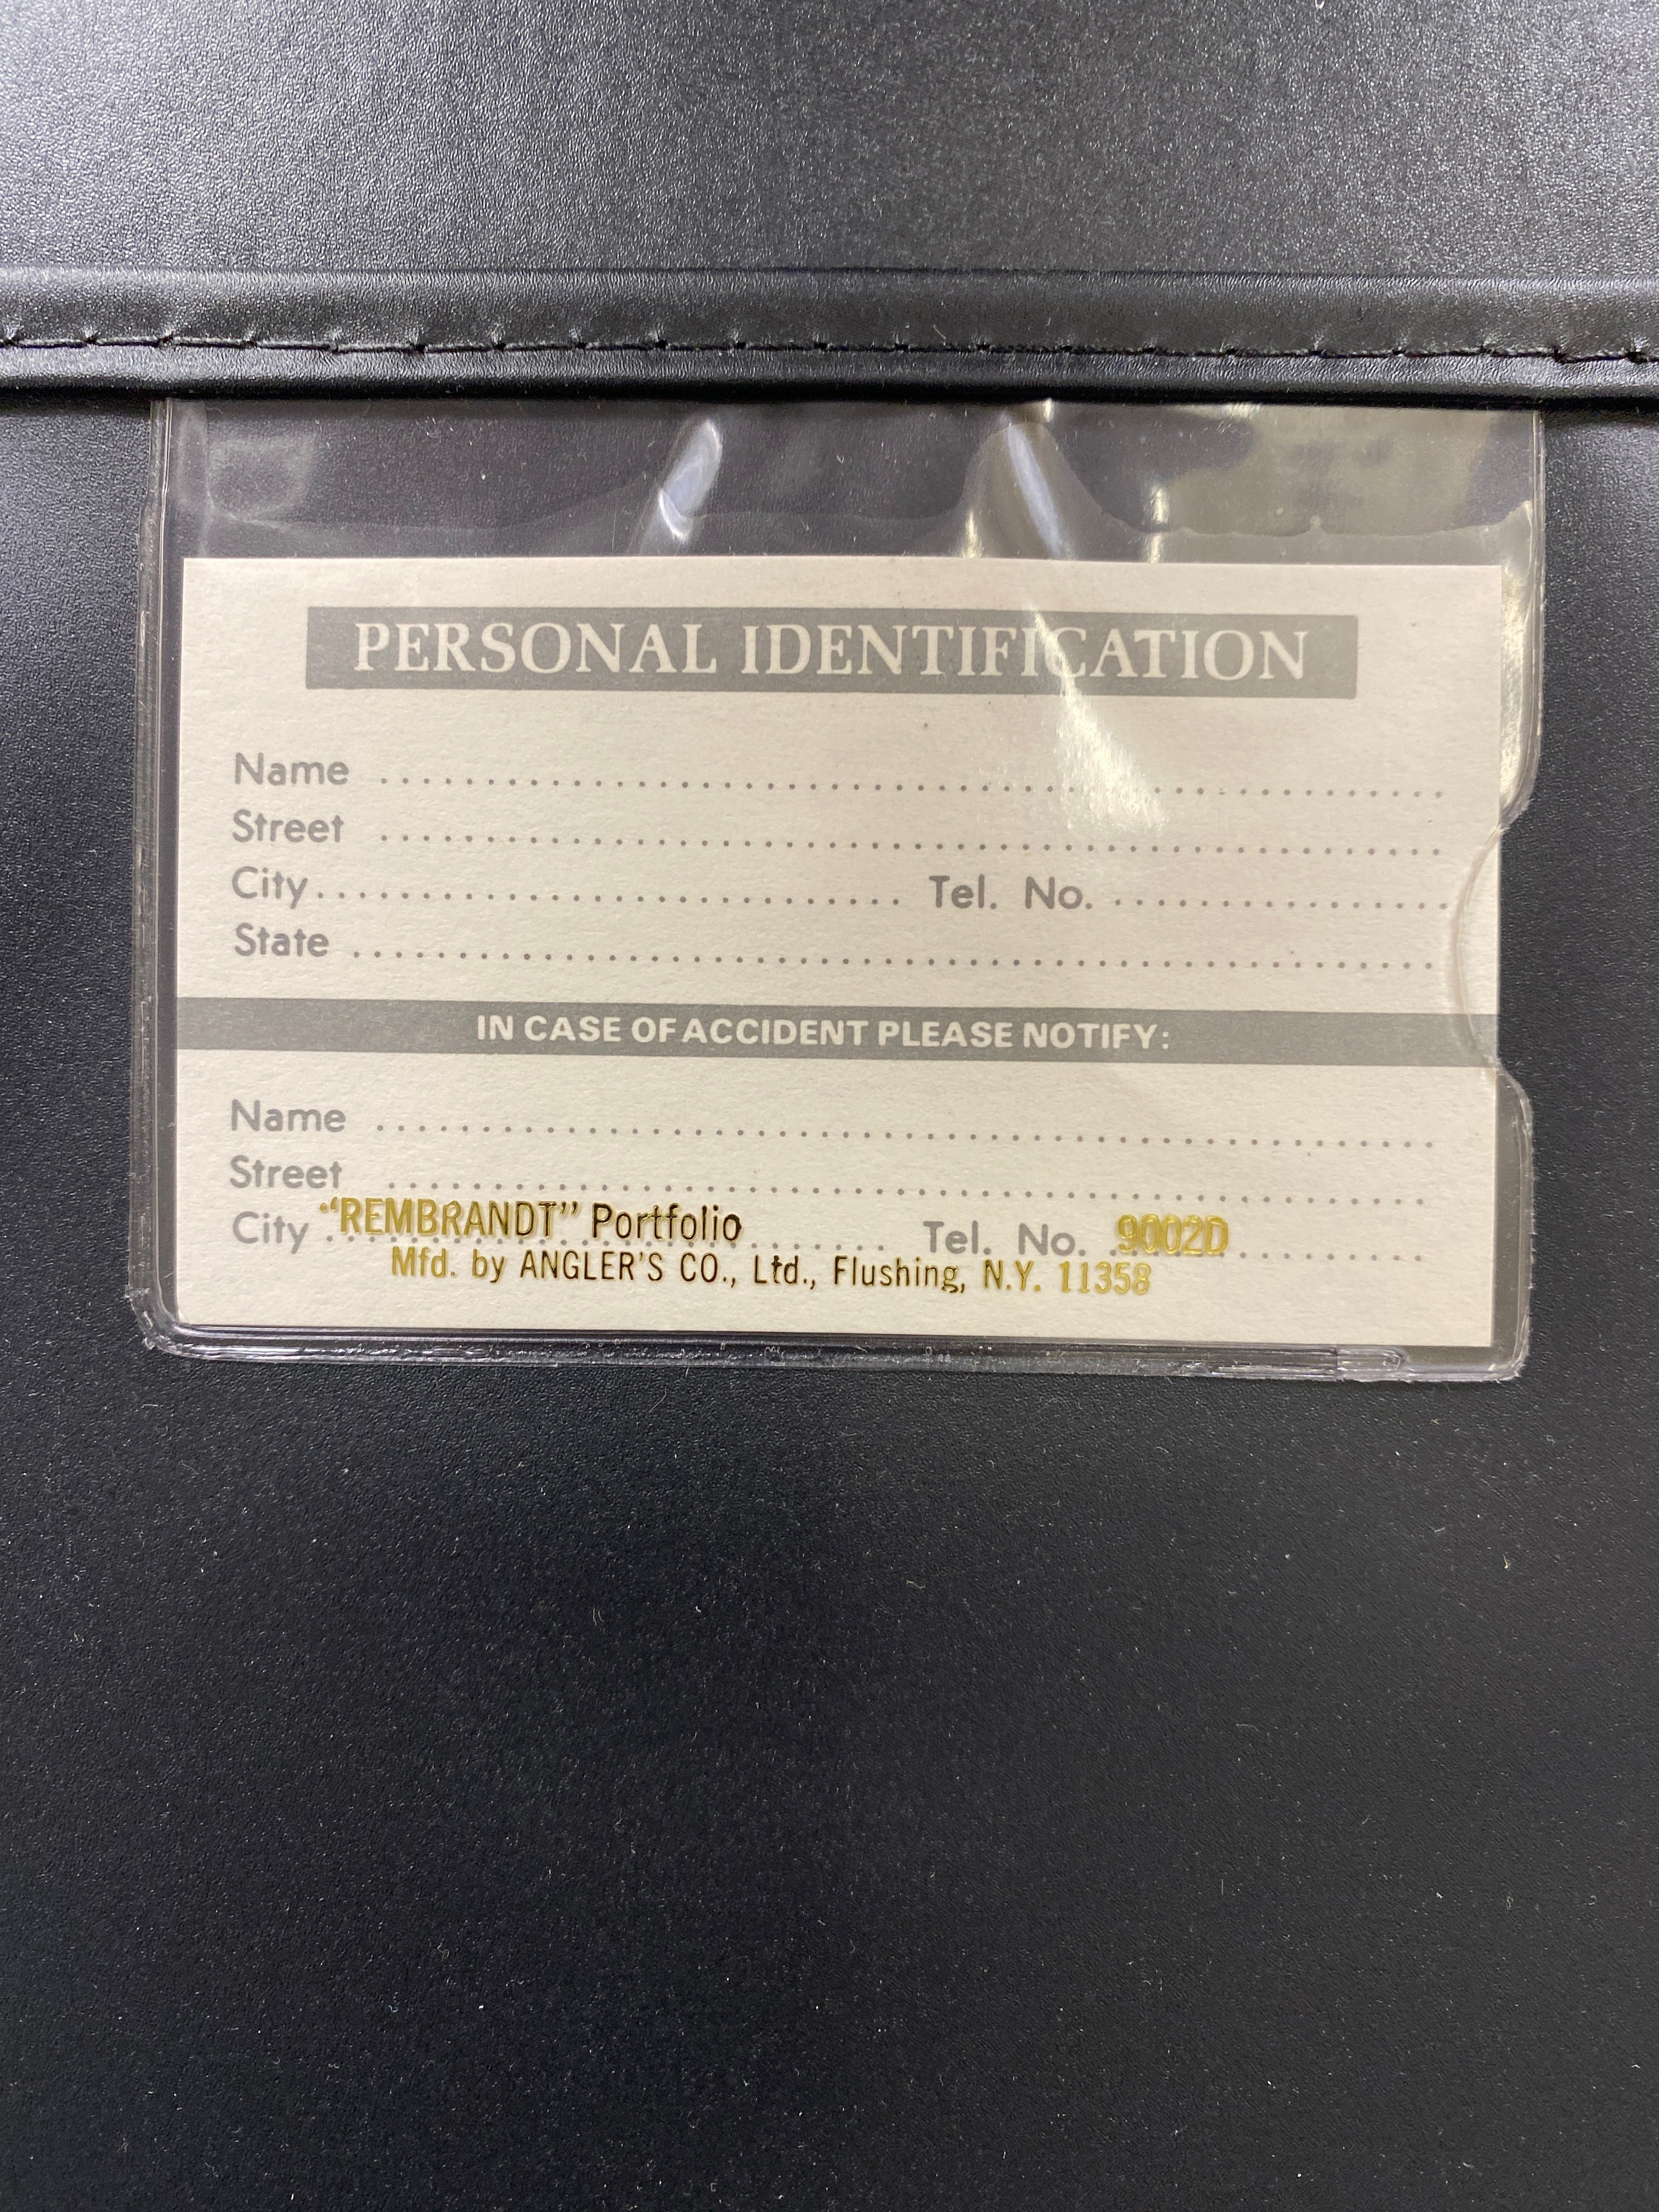 PERSONAL IDENTIFICATION
Name
Street
City Tel. No.
State
IN CASE OF ACCIDENT PLEASE NOTIFY:
Name
Street
City Tel. No.
"REMBRANDT" Portfolio 9002D
Mfd. by ANGLER'S CO., Ltd., Flushing, N.Y. 11358